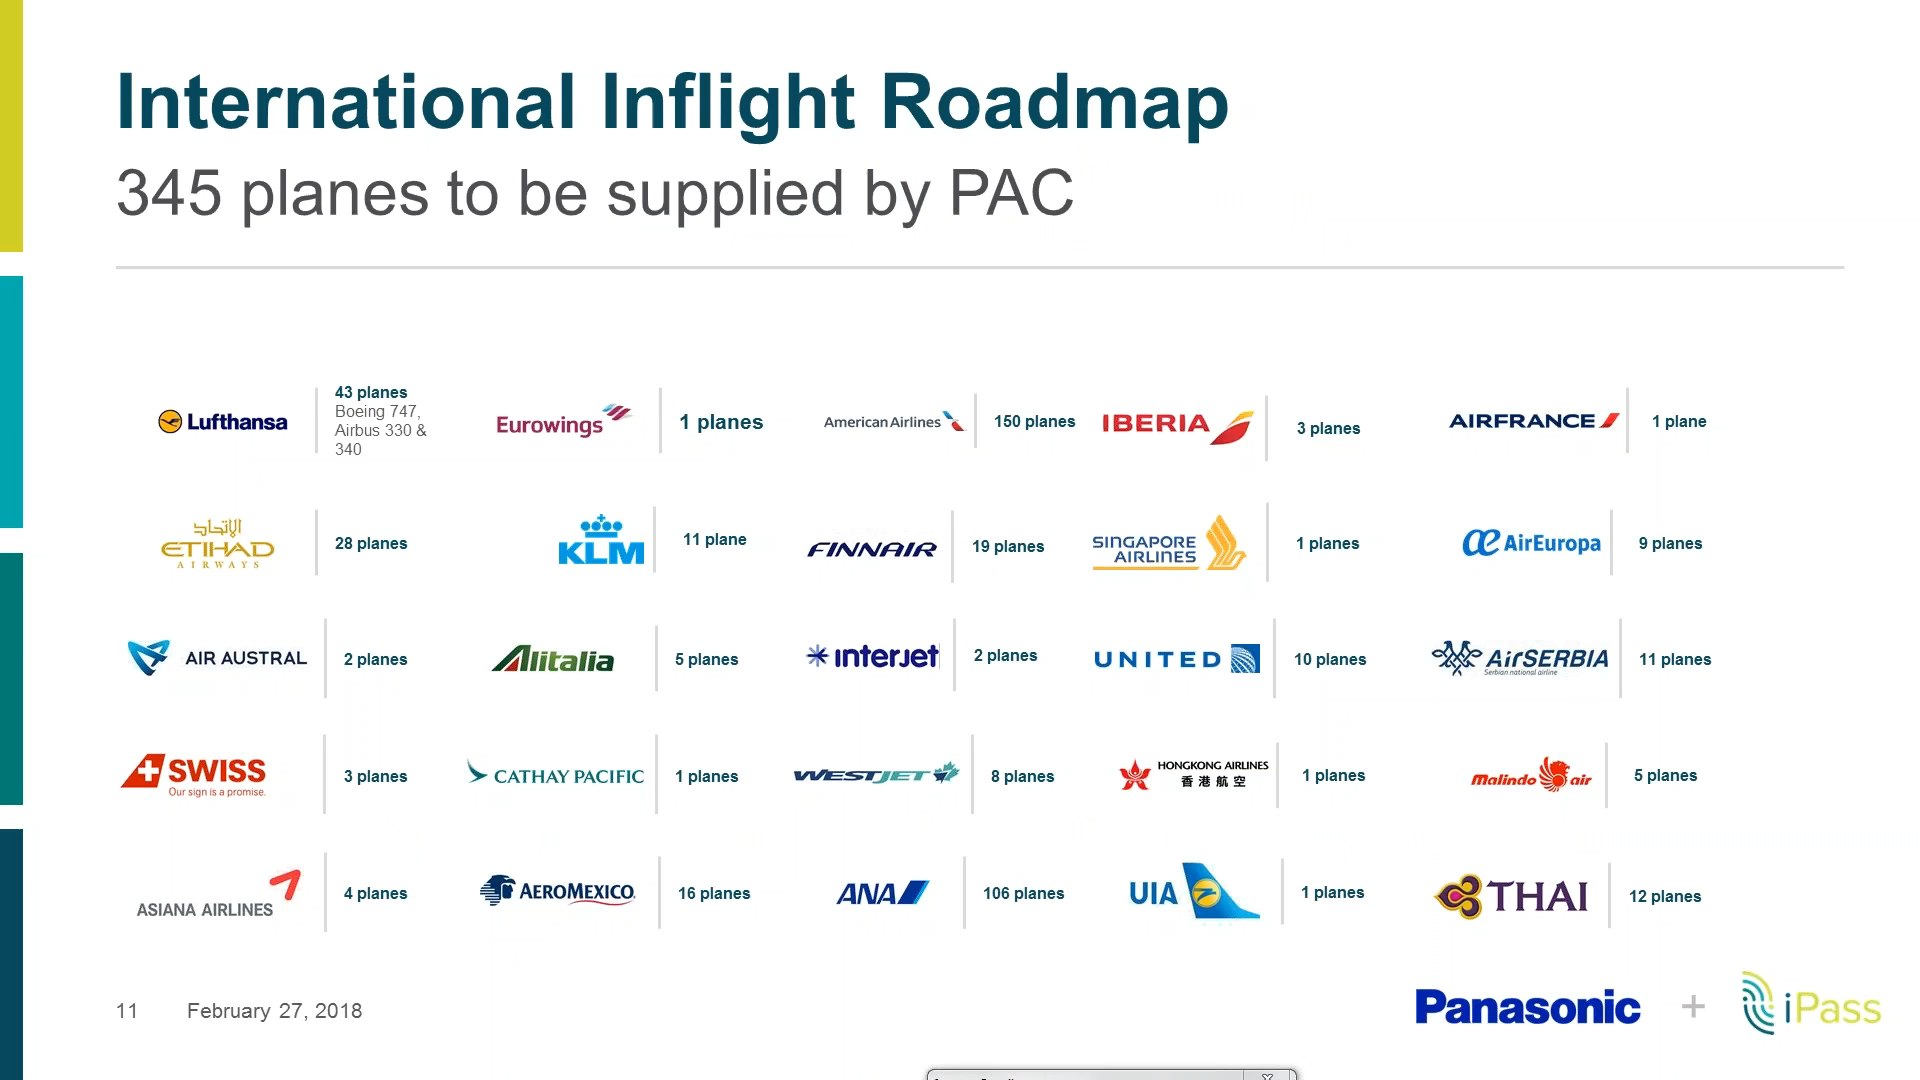 International Inflight Roadmap
345 planes to be supplied by PAC
Lufthansa
43 planes
Boeing 747,
Airbus 330 &
340
Eurowings
1 planes
American Airlines
150 planes
IBERIA
3 planes
AIRFRANCE
1 plane
الإتحاد
ETIHAD
AIRWAYS
28 planes
KLM
11 plane
FINNAIR
19 planes
SINGAPORE
AIRLINES
1 planes
AirEuropa
9 planes
AIR AUSTRAL
2 planes
Alitalia
5 planes
interjet
2 planes
UNITED
10 planes
AirSERBIA
Serbian national airline
11 planes
SWISS
Our sign is a promise.
3 planes
CATHAY PACIFIC
1 planes
WESTJET
8 planes
HONGKONG AIRLINES
香港航空
1 planes
malindo air
5 planes
ASIANA AIRLINES
4 planes
AEROMEXICO.
16 planes
ANA
106 planes
UIA
1 planes
THAI
12 planes
11 February 27, 2018
Panasonic + iPass